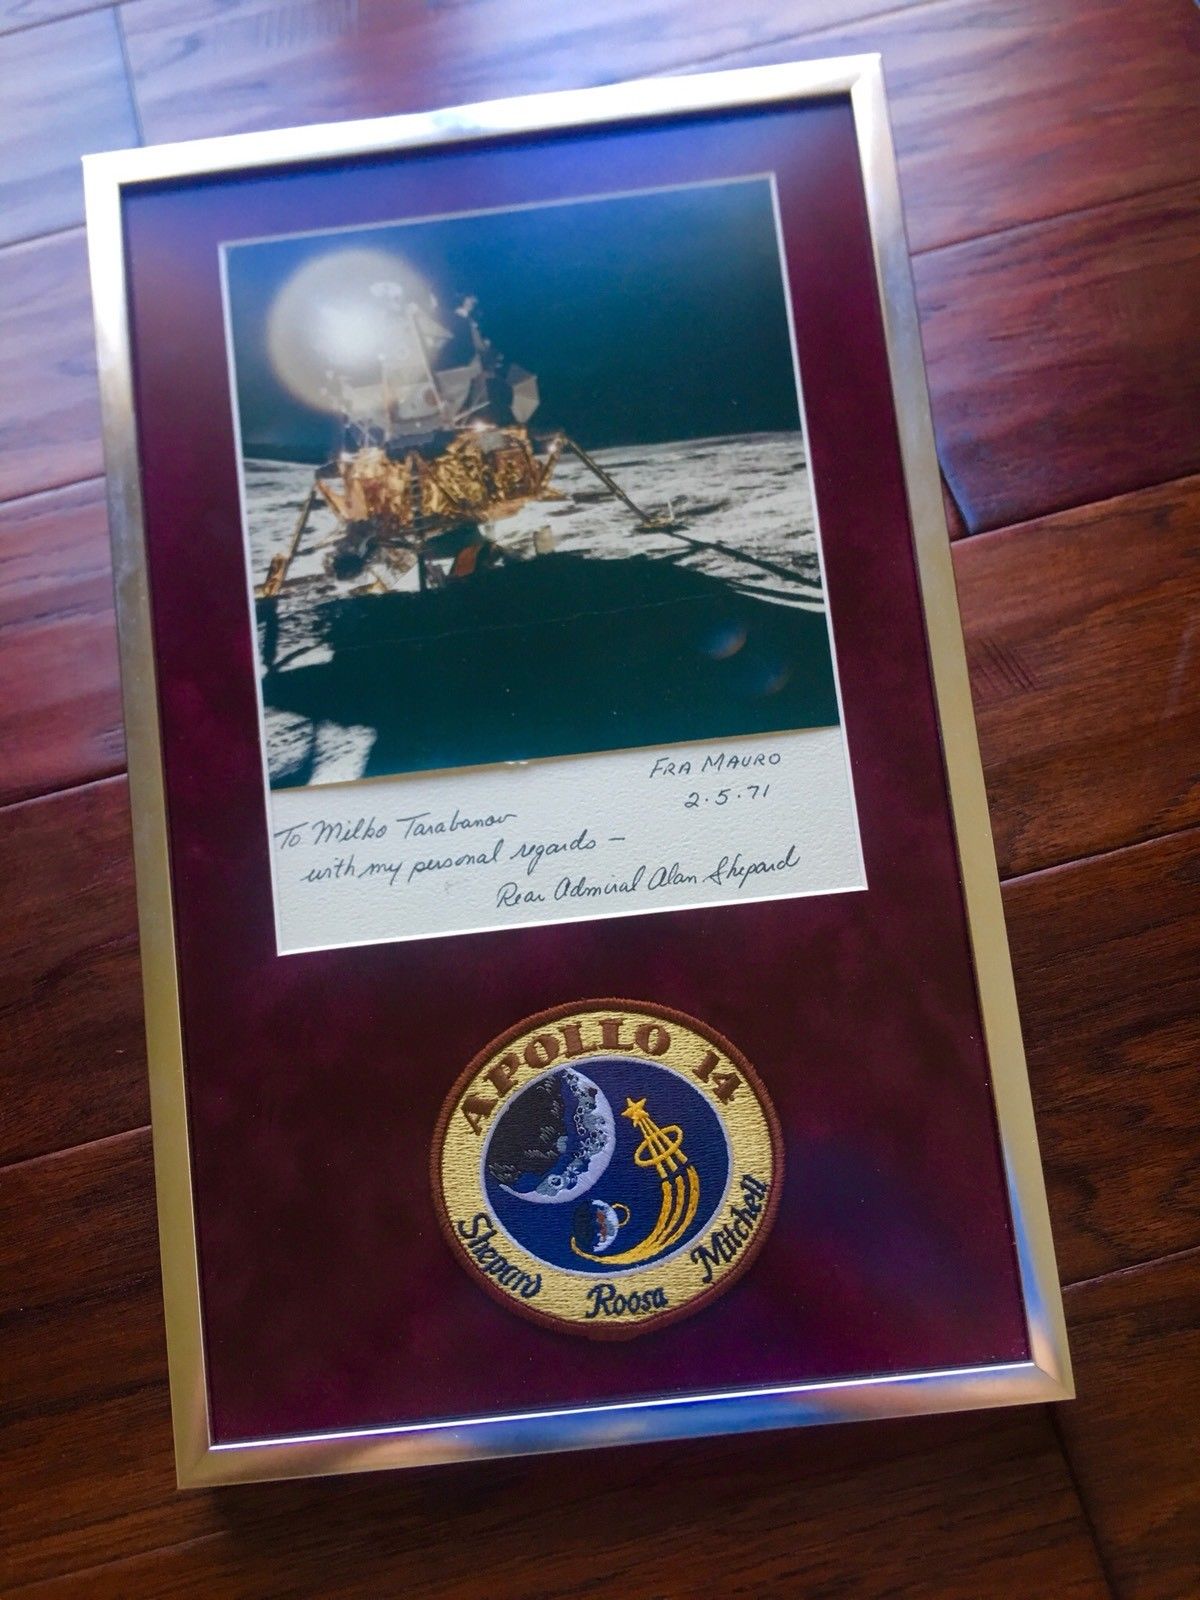 FRA MAURO
2.5.71
To Milko Tarabanov
with my personal regards –
Rear Admiral Alan Shepard
APOLLO 14
Shepard Roosa Mitchell